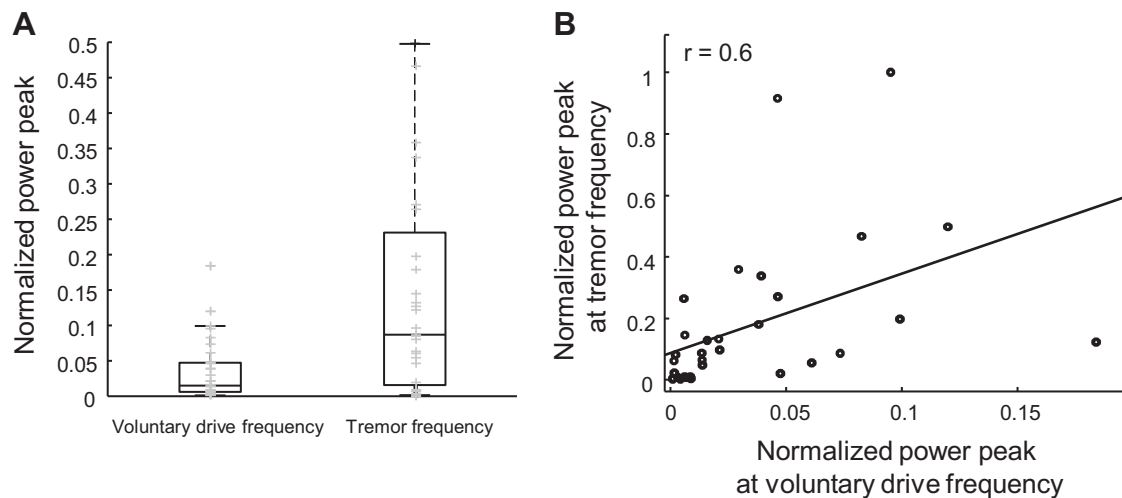 A
Normalized power peak
0.5
0.45
0.4
0.35
0.3
0.25
0.2
0.15
0.1
0.05
0
Voluntary drive frequency
Tremor frequency
B
r = 0.6
Normalized power peak
at tremor frequency
1
0.8
0.6
0.4
0.2
0
0 0.05 0.1 0.15
Normalized power peak
at voluntary drive frequency